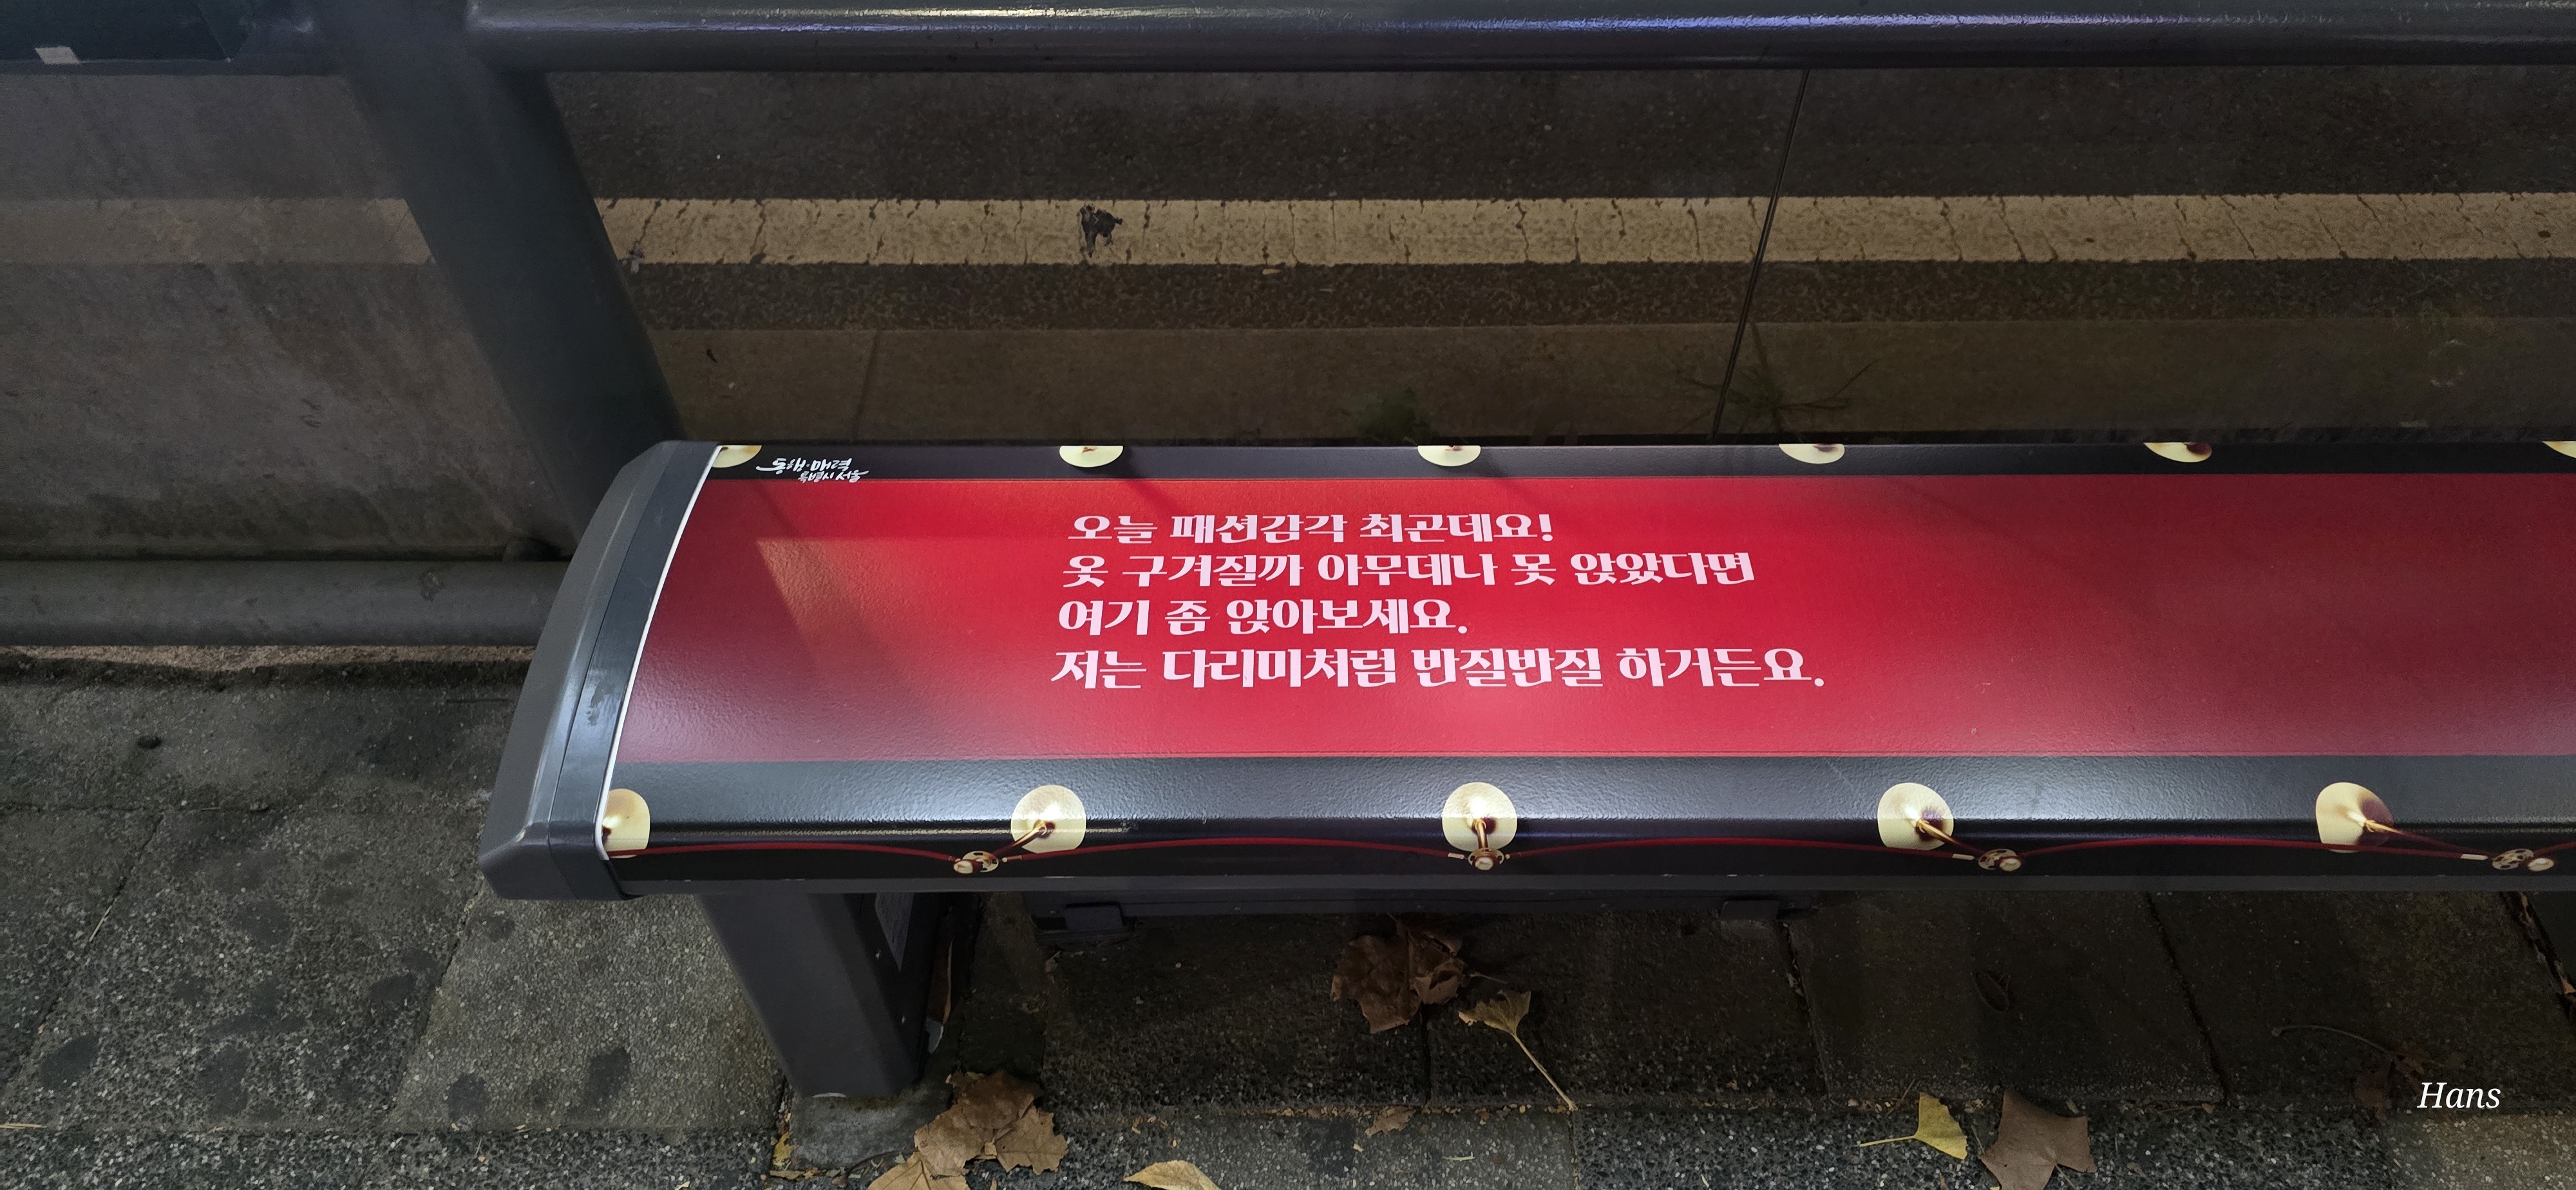 동행·매력
특별시 서울
오늘 패션감각 최곤데요!
옷 구겨질까 아무데나 못 앉았다면
여기 좀 앉아보세요.
저는 다리미처럼 반질반질 하거든요.
Hans